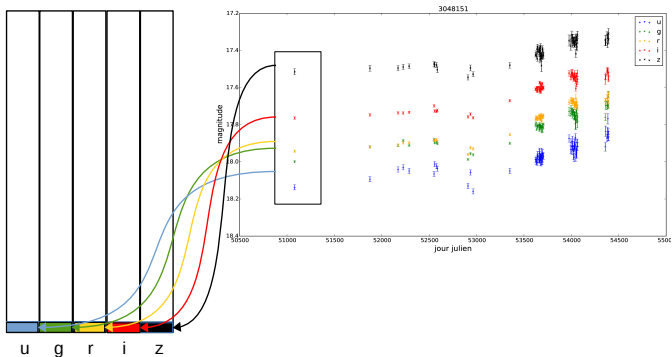 3048151
17.2
17.4
17.6
17.8
18.0
18.2
18.4
magnitude
u
g
r
i
z
50500 51000 51500 52000 52500 53000 53500 54000 54500 5500
jour julien
u g r i z